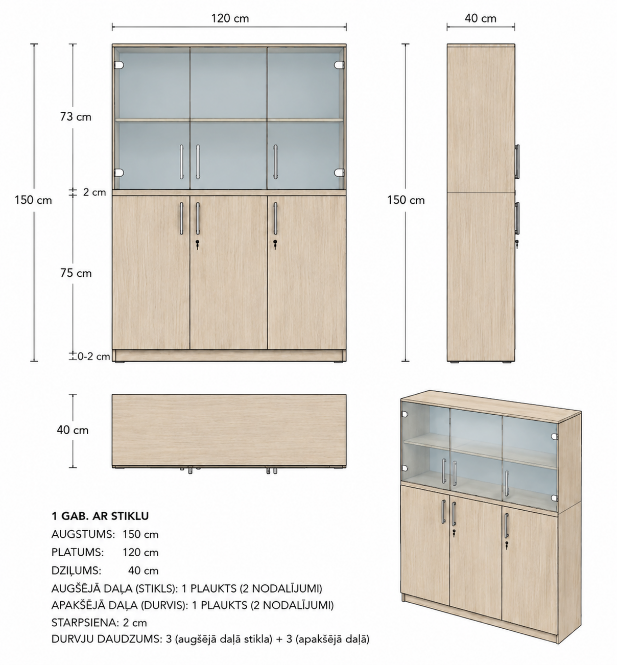 120 cm
40 cm
73 cm
2 cm
150 cm
150 cm
75 cm
0-2 cm
40 cm
1 GAB. AR STIKLU
AUGSTUMS: 150 cm
PLATUMS: 120 cm
DZIĻUMS: 40 cm
AUGŠĒJĀ DAĻA (STIKLS): 1 PLAUKTS (2 NODALĪJUMI)
APAKŠĒJĀ DAĻA (DURVIS): 1 PLAUKTS (2 NODALĪJUMI)
STARPSIENA: 2 cm
DURVJU DAUDZUMS: 3 (augšējā daļā stikla) + 3 (apakšējā daļā)